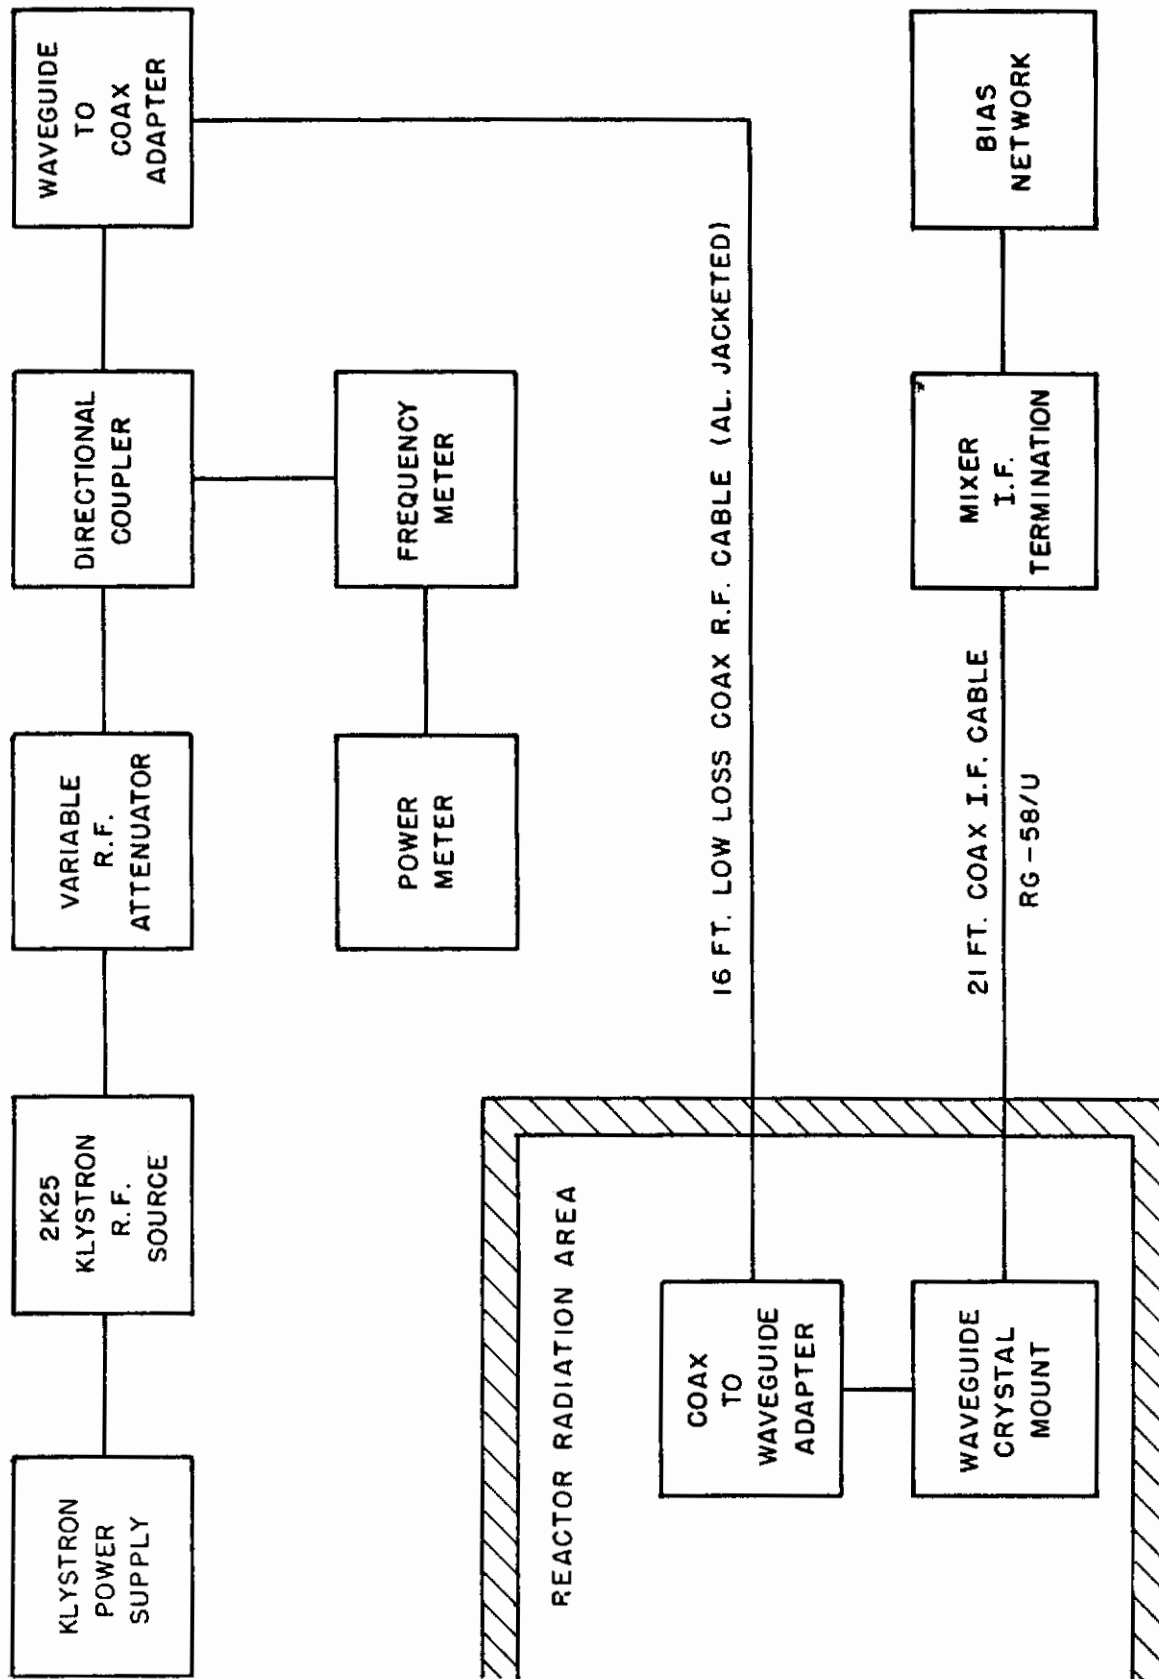 KLYSTRON
POWER
SUPPLY
2K25
KLYSTRON
R.F.
SOURCE
VARIABLE
R.F.
ATTENUATOR
DIRECTIONAL
COUPLER
WAVEGUIDE
TO
COAX
ADAPTER
POWER
METER
FREQUENCY
METER
REACTOR RADIATION AREA
16 FT. LOW LOSS COAX R.F. CABLE (AL. JACKETED)
COAX
TO
WAVEGUIDE
ADAPTER
WAVEGUIDE
CRYSTAL
MOUNT
21 FT. COAX I.F. CABLE
RG-58/U
MIXER
I.F.
TERMINATION
BIAS
NETWORK